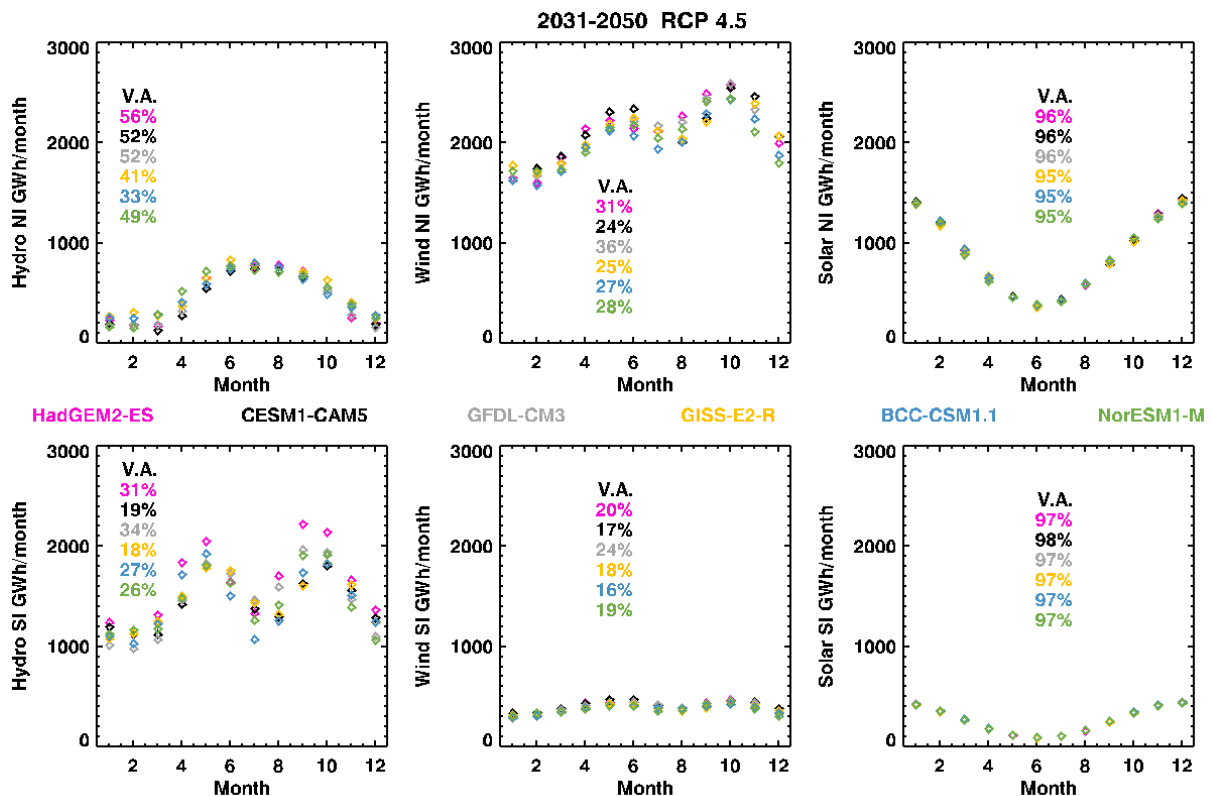 2031-2050 RCP 4.5
Hydro NI GWh/month
3000
2000
1000
0
V.A.
56%
52%
52%
41%
33%
49%
2 4 6 8 10 12
Month
Wind NI GWh/month
3000
2000
1000
0
V.A.
31%
24%
36%
25%
27%
28%
2 4 6 8 10 12
Month
Solar NI GWh/month
3000
2000
1000
0
V.A.
96%
96%
96%
95%
95%
95%
2 4 6 8 10 12
Month
HadGEM2-ES CESM1-CAM5 GFDL-CM3 GISS-E2-R BCC-CSM1.1 NorESM1-M
Hydro SI GWh/month
3000
2000
1000
0
V.A.
31%
19%
34%
18%
27%
26%
2 4 6 8 10 12
Month
Wind SI GWh/month
3000
2000
1000
0
V.A.
20%
17%
24%
18%
16%
19%
2 4 6 8 10 12
Month
Solar SI GWh/month
3000
2000
1000
0
V.A.
97%
98%
97%
97%
97%
97%
2 4 6 8 10 12
Month